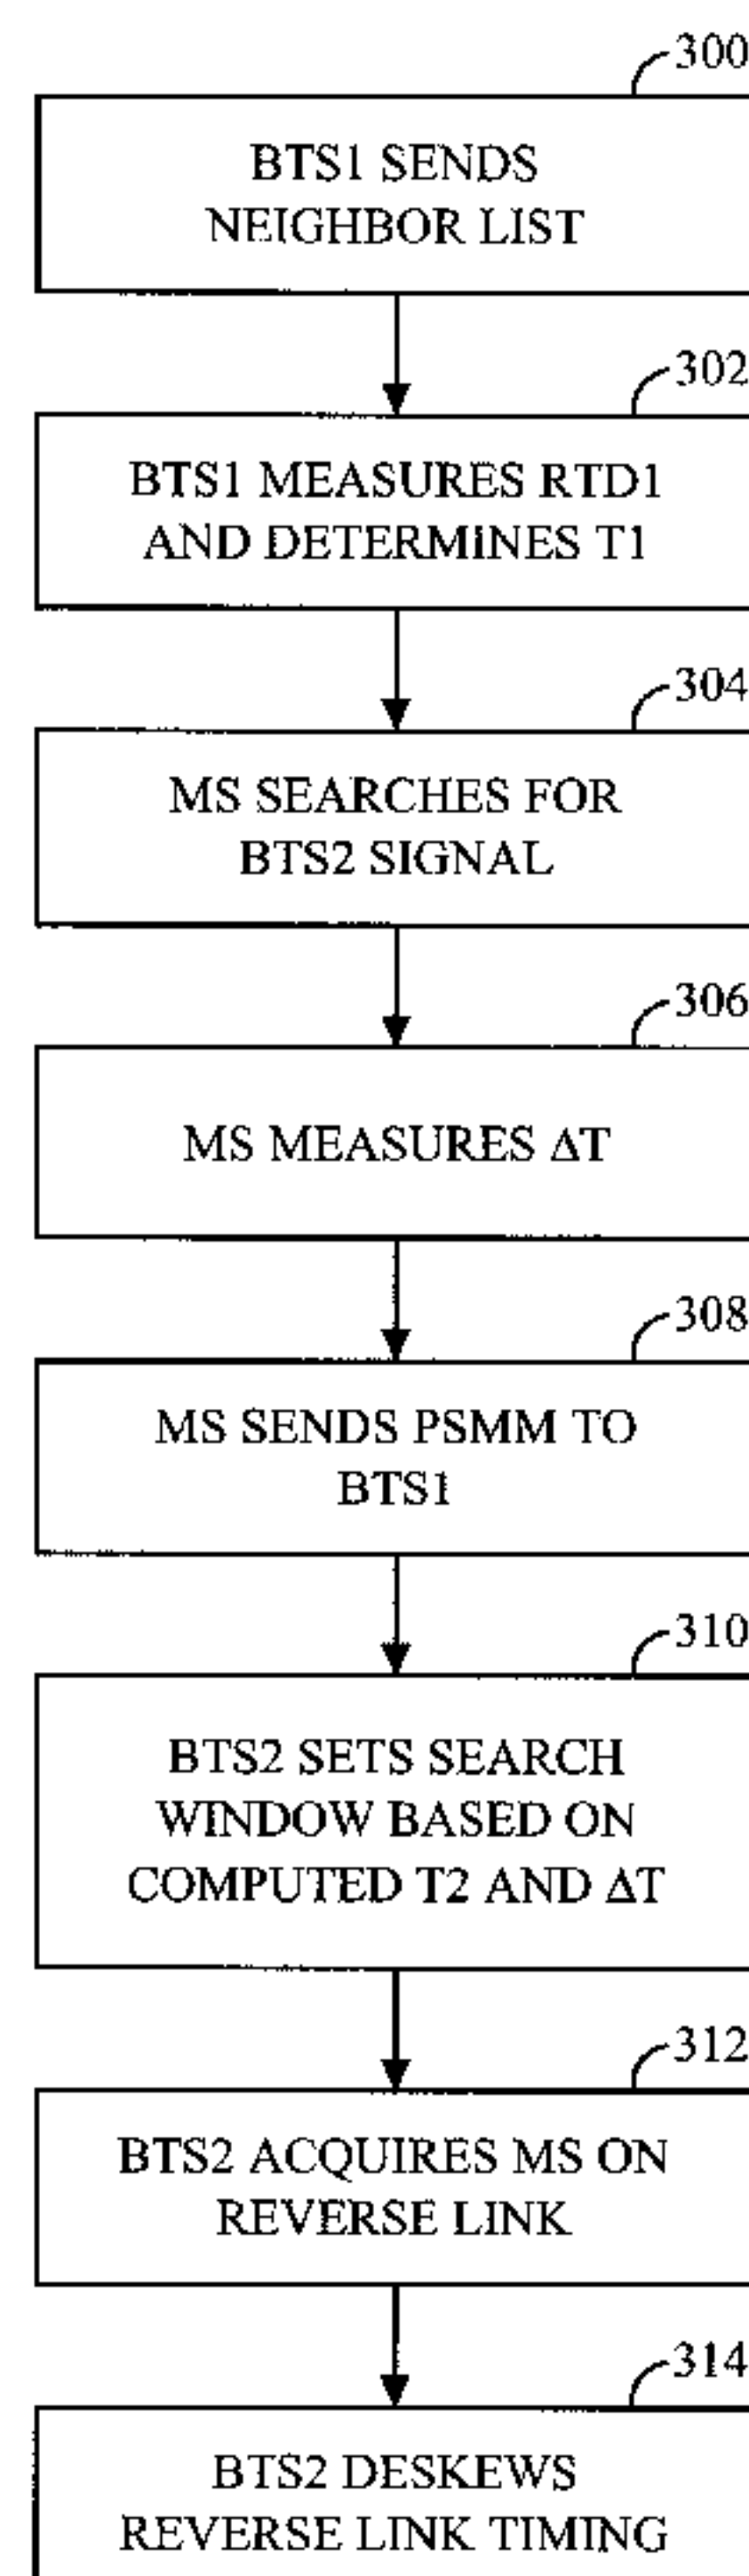 300
BTS1 SENDS
NEIGHBOR LIST
302
BTS1 MEASURES RTD1
AND DETERMINES T1
304
MS SEARCHES FOR
BTS2 SIGNAL
306
MS MEASURES ΔT
308
MS SENDS PSMM TO
BTS1
310
BTS2 SETS SEARCH
WINDOW BASED ON
COMPUTED T2 AND ΔT
312
BTS2 ACQUIRES MS ON
REVERSE LINK
314
BTS2 DESKEWS
REVERSE LINK TIMING